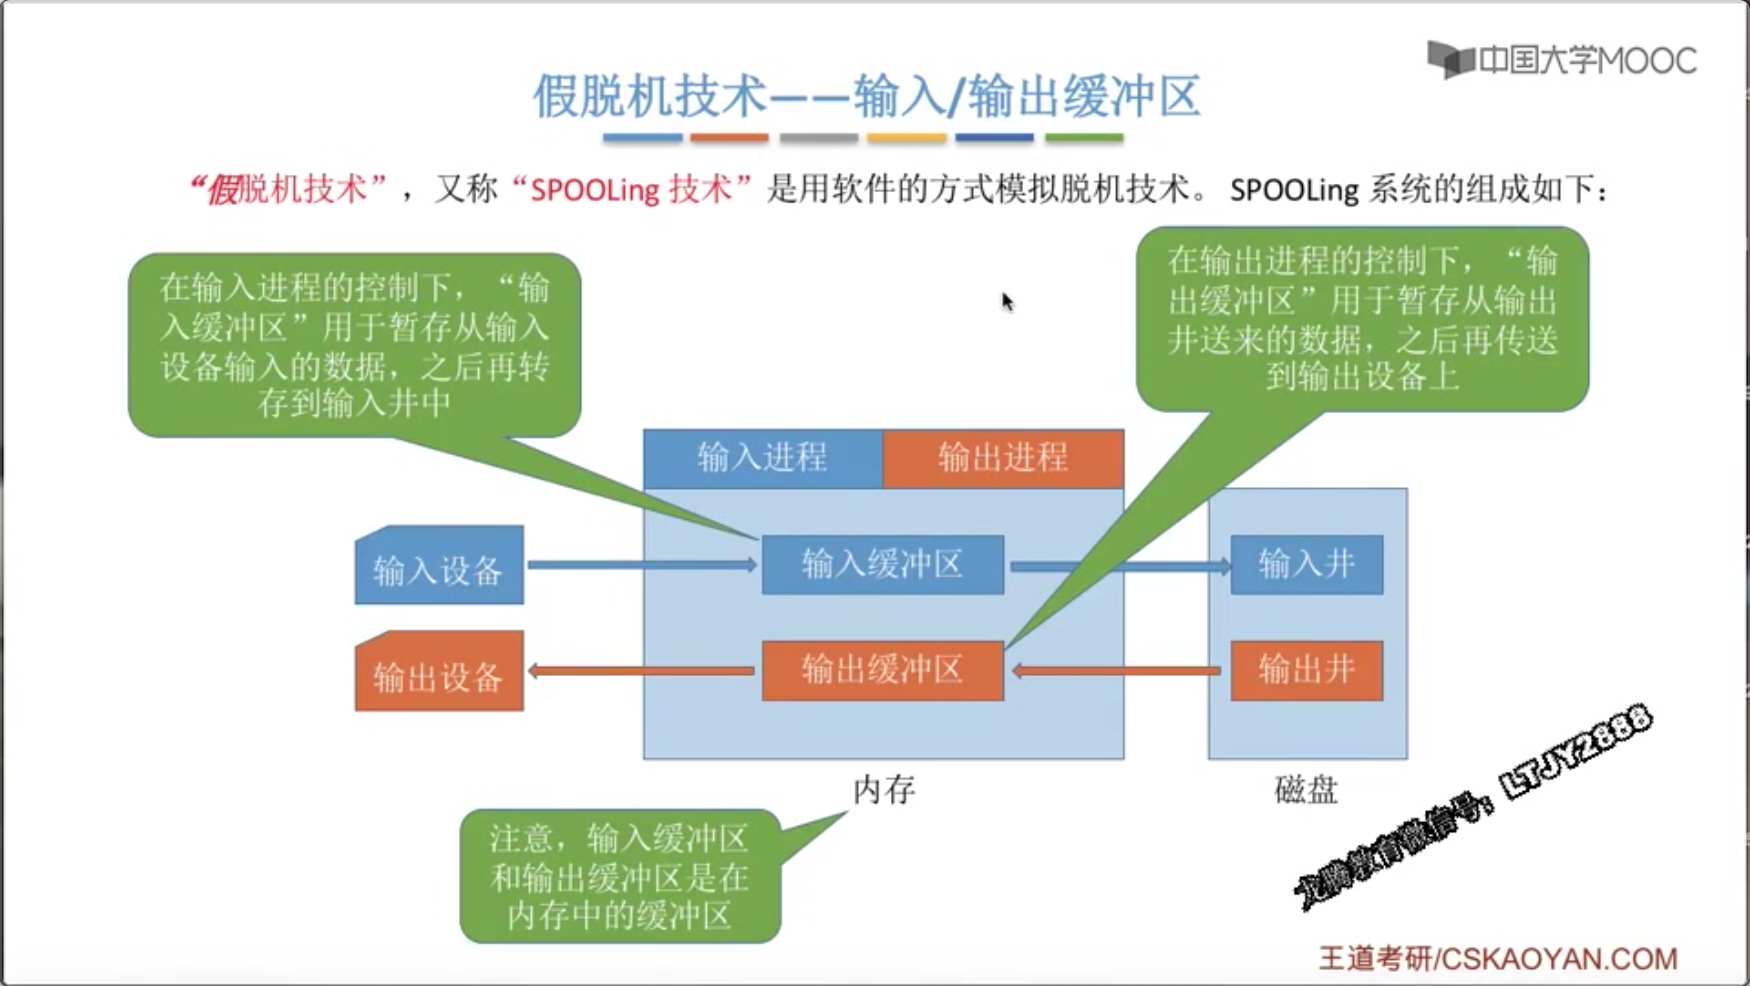 中国大学MOOC
假脱机技术——输入/输出缓冲区
“假脱机技术”，又称“SPOOLing 技术”是用软件的方式模拟脱机技术。 SPOOLing 系统的组成如下：
在输入进程的控制下，“输
入缓冲区”用于暂存从输入
设备输入的数据，之后再转
存到输入井中
在输出进程的控制下，“输
出缓冲区”用于暂存从输出
井送来的数据，之后再传送
到输出设备上
输入进程
输出进程
输入设备
输入缓冲区
输入井
输出设备
输出缓冲区
输出井
内存
磁盘
注意，输入缓冲区
和输出缓冲区是在
内存中的缓冲区
龙腾教育微信号：LTJY2888
王道考研/CSKAOYAN.COM